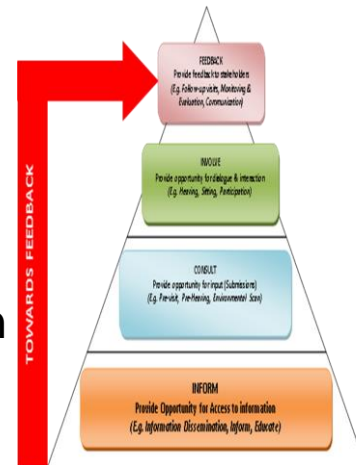 FEEDBACK
Provide feedback to stakeholders
(E.g. Follow-up visits, Monitoring &
Evaluation, Communication)
INVOLVE
Provide opportunity for dialogue & interaction
(E.g. Hearing, Sitting, Participation)
CONSULT
Provide opportunity for input (Submissions)
(E.g. Pre-visit, Pre-Hearing, Environmental Scan)
INFORM
Provide Opportunity for Access to information
(E.g. Information Dissemination, Inform, Educate)
TOWARDS FEEDBACK